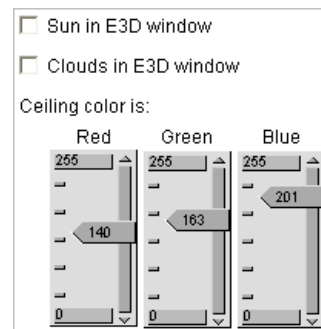 Sun in E3D window
Clouds in E3D window
Ceiling color is:
Red Green Blue
255 255 255
140 163 201
0 0 0